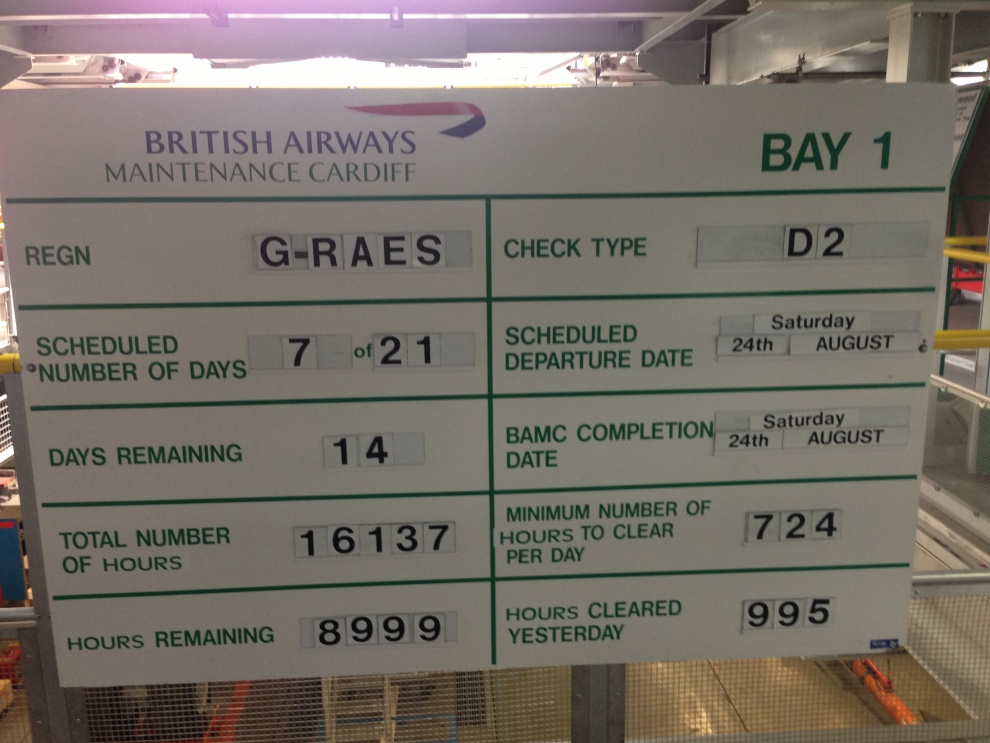 BRITISH AIRWAYS
MAINTENANCE CARDIFF
BAY 1
REGN G-RAES
CHECK TYPE D2
SCHEDULED
NUMBER OF DAYS 7 of 21
SCHEDULED
DEPARTURE DATE
Saturday
24th AUGUST
DAYS REMAINING 14
BAMC COMPLETION
DATE
Saturday
24th AUGUST
TOTAL NUMBER
OF HOURS
16137
MINIMUM NUMBER OF
HOURS TO CLEAR
PER DAY
724
HOURS REMAINING 8999
HOURS CLEARED
YESTERDAY
995